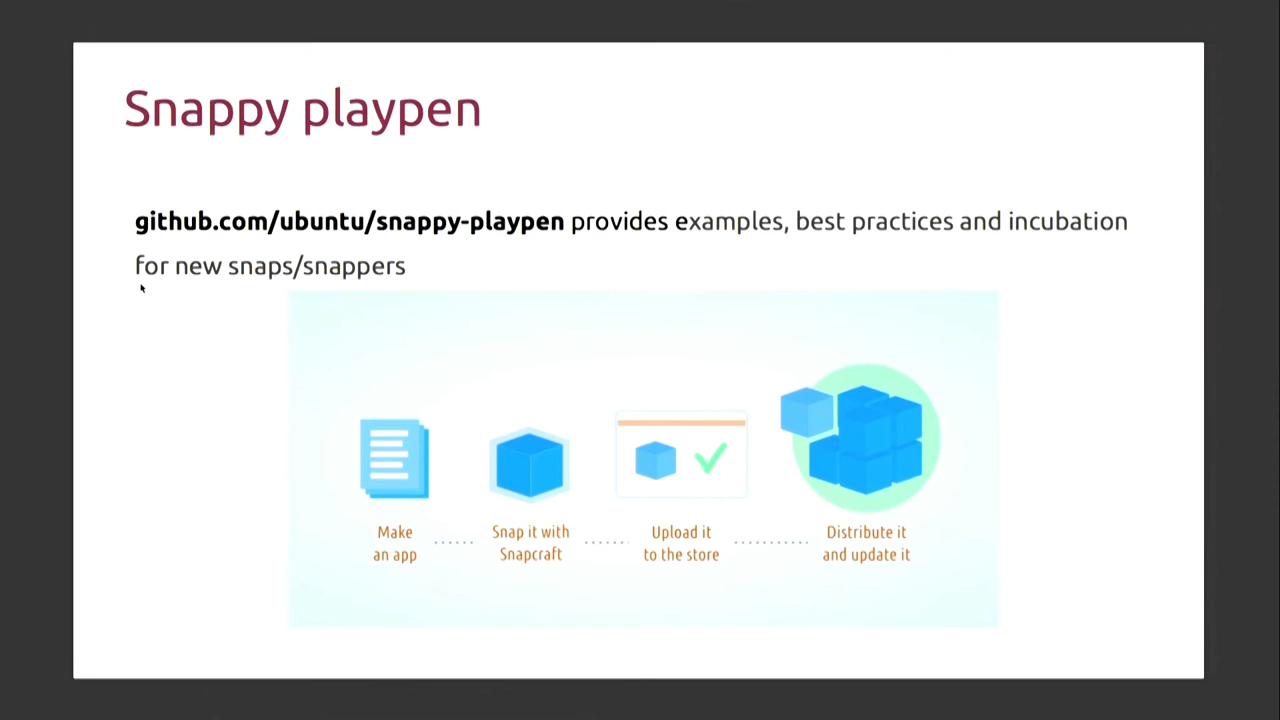 Snappy playpen
github.com/ubuntu/snappy-playpen provides examples, best practices and incubation
for new snaps/snappers
Make
an app
Snap it with
Snapcraft
Upload it
to the store
Distribute it
and update it